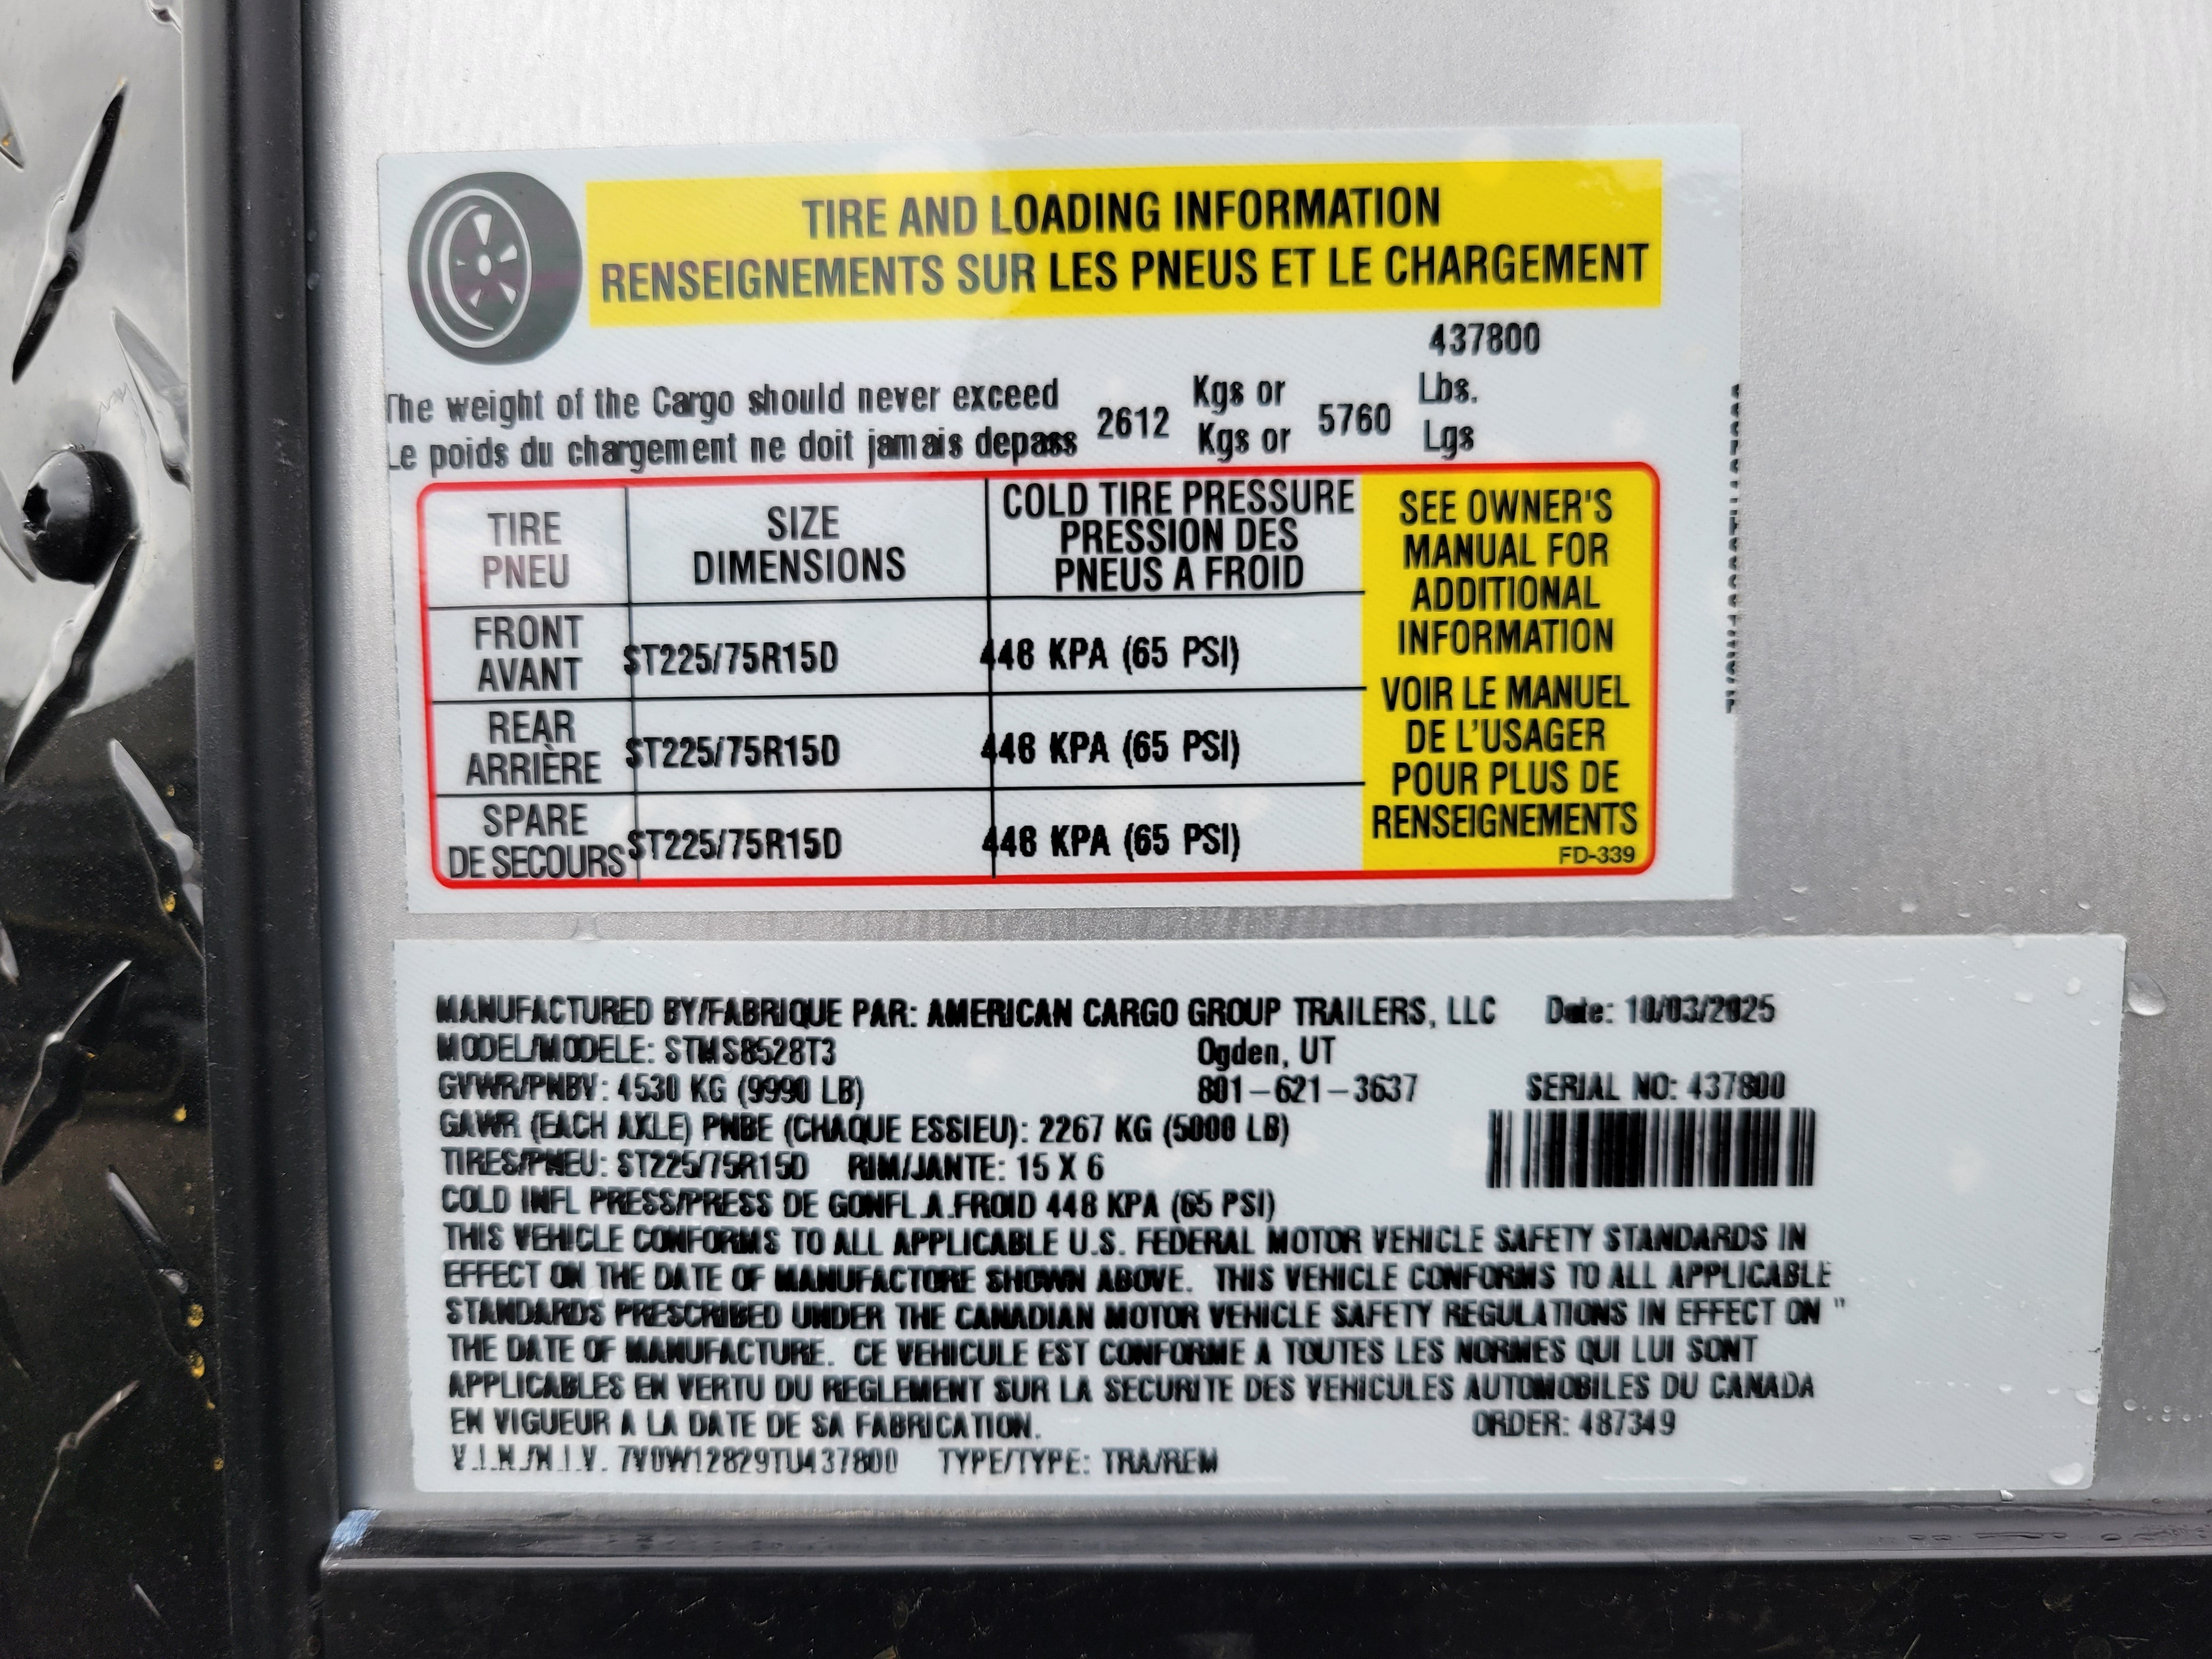 TIRE AND LOADING INFORMATION
RENSEIGNEMENTS SUR LES PNEUS ET LE CHARGEMENT
437800
The weight of the Cargo should never exceed 2612 Kgs or 5760 Lbs.
Le poids du chargement ne doit jamais depass Kgs or Lgs
TIRE PNEU SIZE DIMENSIONS COLD TIRE PRESSURE PRESSION DES PNEUS A FROID
FRONT AVANT ST225/75R15D 448 KPA (65 PSI)
REAR ARRIÈRE ST225/75R15D 448 KPA (65 PSI)
SPARE DE SECOURS ST225/75R15D 448 KPA (65 PSI)
SEE OWNER'S
MANUAL FOR
ADDITIONAL
INFORMATION
VOIR LE MANUEL
DE L'USAGER
POUR PLUS DE
RENSEIGNEMENTS
FD-339
MANUFACTURED BY/FABRIQUE PAR: AMERICAN CARGO GROUP TRAILERS, LLC Date: 10/03/2025
MODEL/MODELE: STMS8528T3 Ogden, UT
GVWR/PNBV: 4530 KG (9990 LB) 801-621-3637 SERIAL NO: 437800
GAWR (EACH AXLE) PNBE (CHAQUE ESSIEU): 2267 KG (5000 LB)
TIRES/PNEU: ST225/75R15D RIM/JANTE: 15 X 6
COLD INFL PRESS/PRESS DE GONFL.A.FROID 448 KPA (65 PSI)
THIS VEHICLE CONFORMS TO ALL APPLICABLE U.S. FEDERAL MOTOR VEHICLE SAFETY STANDARDS IN
EFFECT ON THE DATE OF MANUFACTORE SHOWN ABOVE. THIS VEHICLE CONFORMS TO ALL APPLICABLE
STANDARDS PRESCRIBED UNDER THE CANADIAN MOTOR VEHICLE SAFETY REGULATIONS IN EFFECT ON "
THE DATE OF MANUFACTURE. CE VEHICULE EST CONFORME A TOUTES LES NORMES QUI LUI SONT
APPLICABLES EN VERTU DU REGLEMENT SUR LA SECURITE DES VEHICULES AUTOMOBILES DU CANADA
EN VIGUEUR A LA DATE DE SA FABRICATION. ORDER: 487349
V.I.N./N.I.V. 7V0W12829TU437800 TYPE/TYPE: TRA/REM